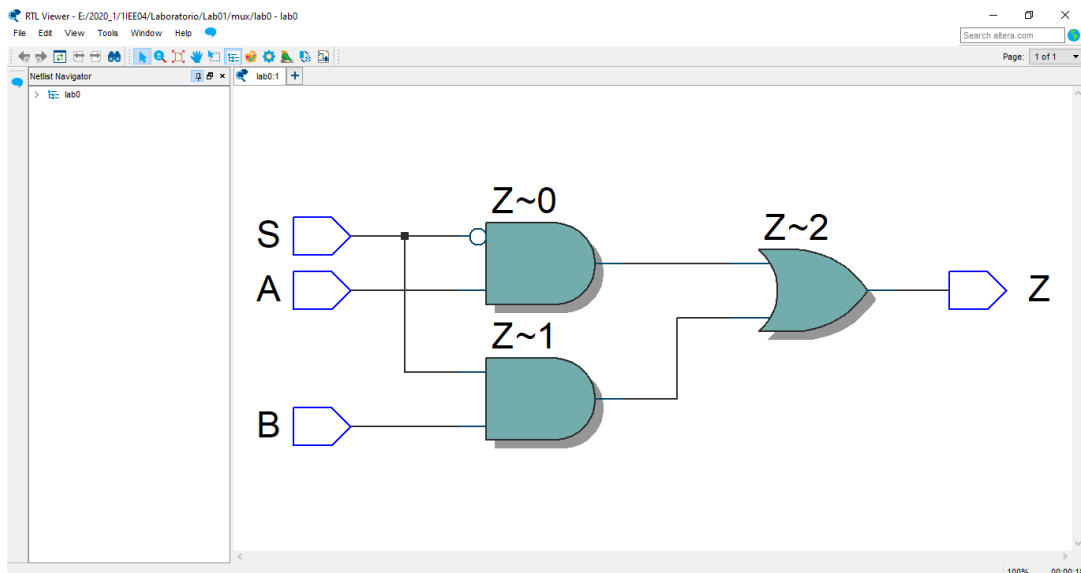 RTL Viewer - E:/2020_1/1IEE04/Laboratorio/Lab01/mux/lab0 - lab0
File Edit View Tools Window Help
Search altera.com
Page: 1 of 1
Netlist Navigator
lab0:1
lab0
Z~0
S
Z~2
A
Z
Z~1
B
100%